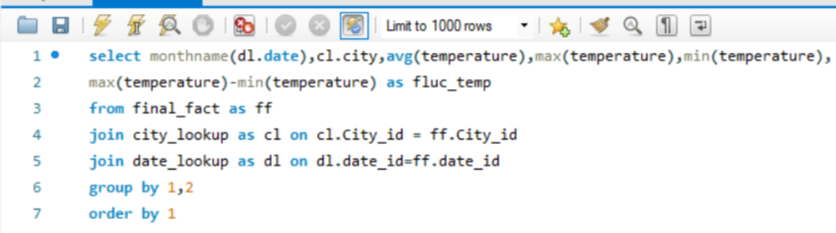 Limit to 1000 rows
1 select monthname(dl.date),cl.city,avg(temperature),max(temperature),min(temperature),
2 max(temperature)-min(temperature) as fluc_temp
3 from final_fact as ff
4 join city_lookup as cl on cl.City_id = ff.City_id
5 join date_lookup as dl on dl.date_id=ff.date_id
6 group by 1,2
7 order by 1